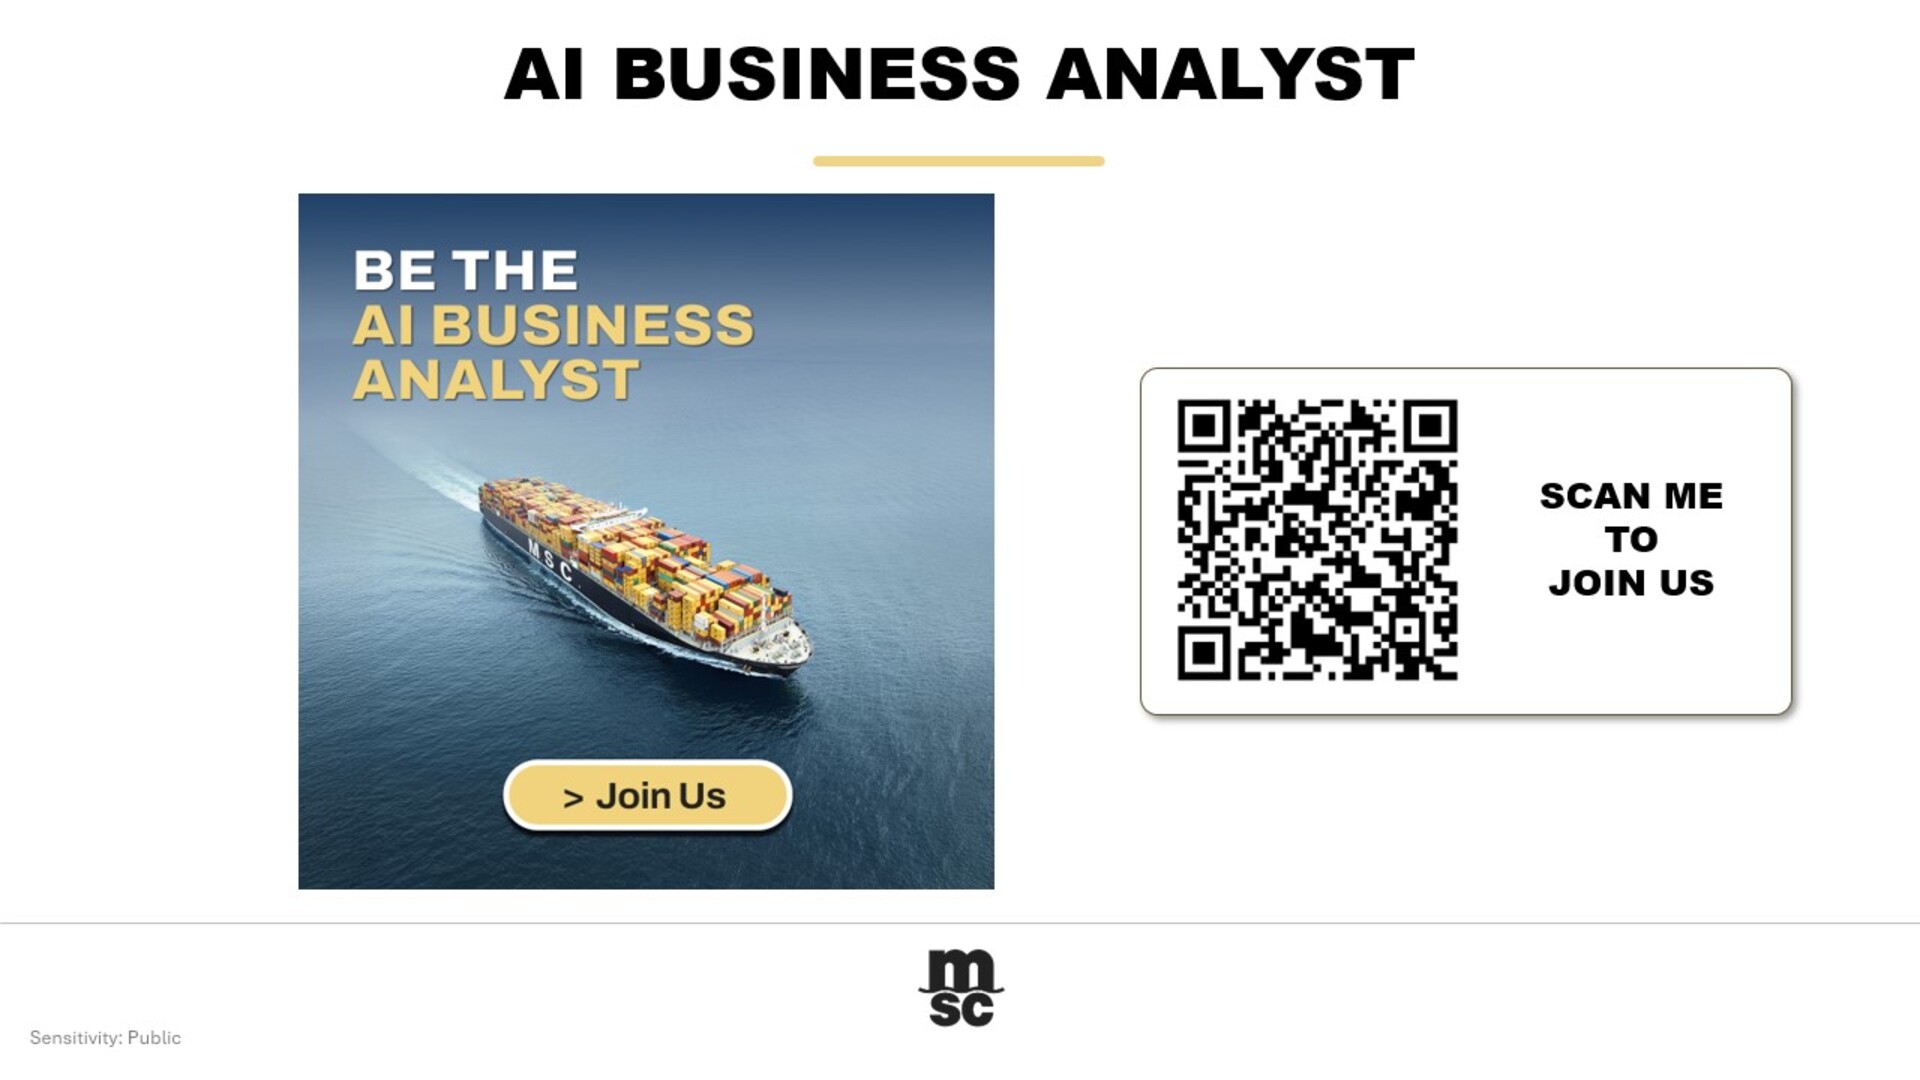 AI BUSINESS ANALYST
BE THE
AI BUSINESS
ANALYST
MSC
> Join Us
SCAN ME
TO
JOIN US
msc
Sensitivity: Public